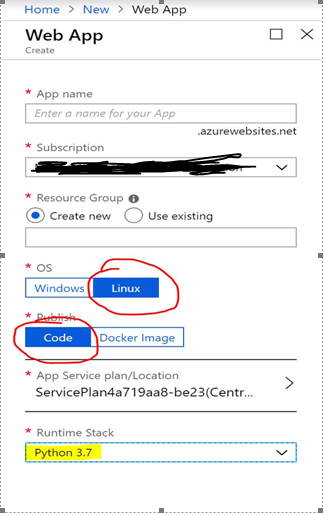 Home > New > Web App
Web App
Create
* App name
Enter a name for your App
.azurewebsites.net
* Subscription
* Resource Group
Create new Use existing
* OS
Windows Linux
* Publish
Code Docker Image
* App Service plan/Location
ServicePlan4a719aa8-be23(Centr...
* Runtime Stack
Python 3.7